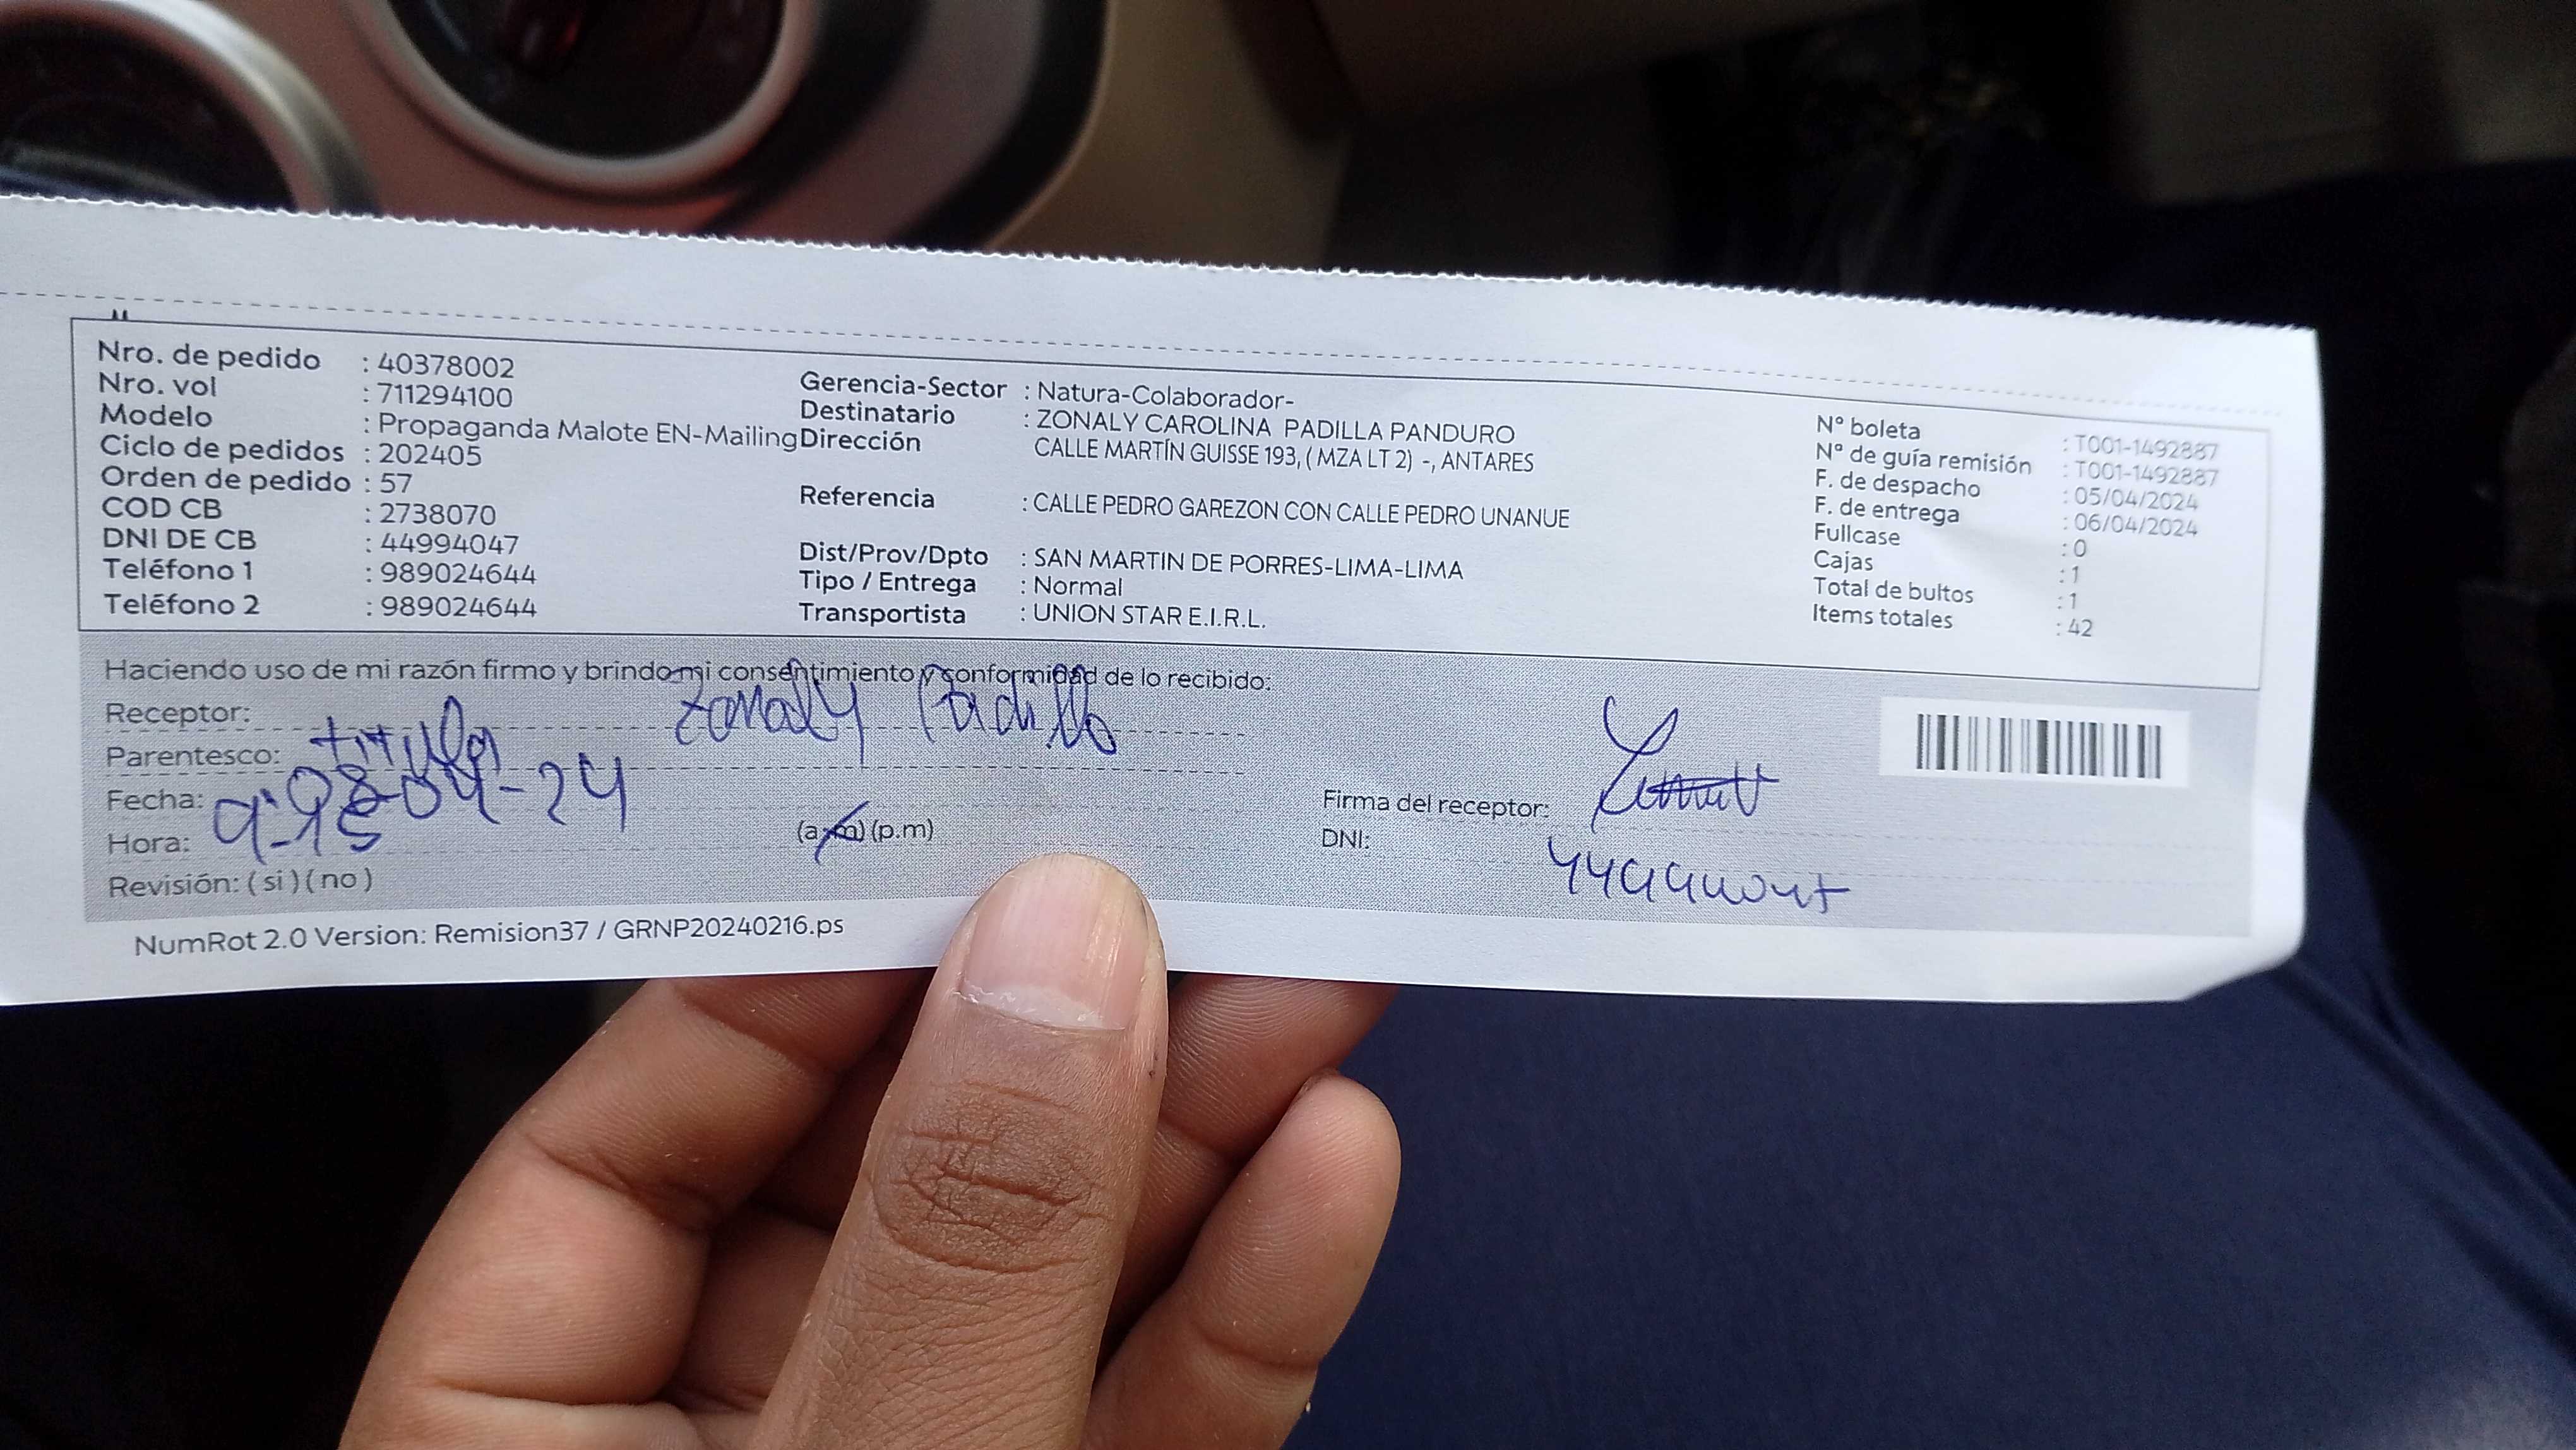 Nro. de pedido : 40378002
Nro. vol : 711294100
Modelo : Propaganda Malote EN-Mailing
Ciclo de pedidos : 202405
Orden de pedido : 57
COD CB : 2738070
DNI DE CB : 44994047
Teléfono 1 : 989024644
Teléfono 2 : 989024644
Gerencia-Sector : Natura-Colaborador-
Destinatario : ZONALY CAROLINA PADILLA PANDURO
Dirección CALLE MARTÍN GUISSE 193, ( MZA LT 2) -, ANTARES
Referencia : CALLE PEDRO GAREZON CON CALLE PEDRO UNANUE
Dist/Prov/Dpto : SAN MARTIN DE PORRES-LIMA-LIMA
Tipo / Entrega : Normal
Transportista : UNION STAR E.I.R.L.
N° boleta : T001-1492887
N° de guía remisión : T001-1492887
F. de despacho : 05/04/2024
F. de entrega : 06/04/2024
Fullcase : 0
Cajas : 1
Total de bultos : 1
Items totales : 42
Haciendo uso de mi razón firmo y brindo mi consentimiento y conformidad de lo recibido:
Receptor: Zonaly Padilla
Parentesco: titular
Fecha:
Hora: (a.m) (p.m)
Revisión: ( si ) ( no )
Firma del receptor:
DNI: 44994047
NumRot 2.0 Version: Remision37 / GRNP20240216.ps